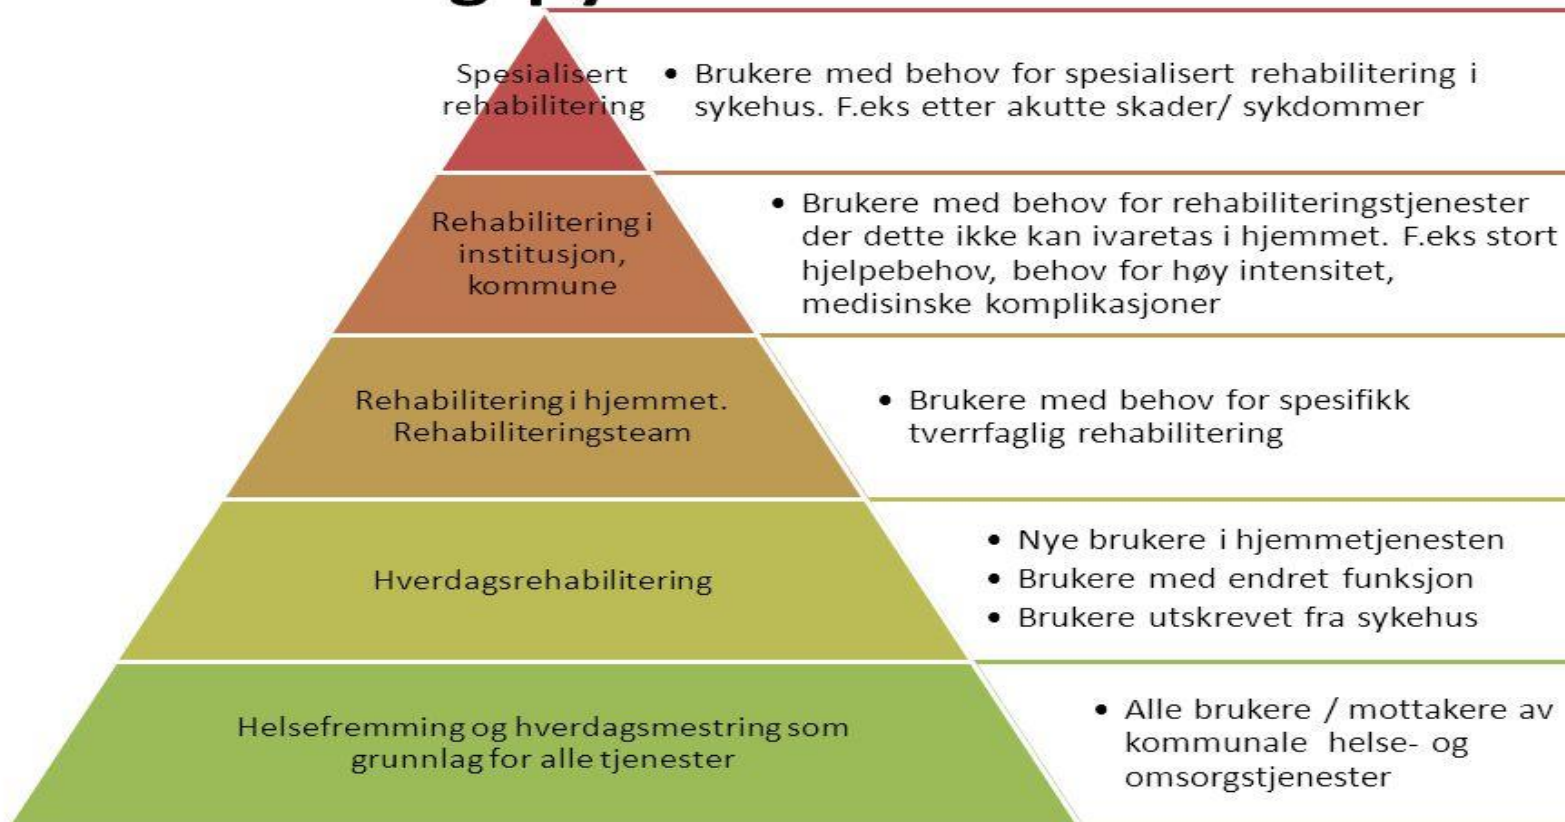 Spesialisert
rehabilitering
• Brukere med behov for spesialisert rehabilitering i
sykehus. F.eks etter akutte skader/ sykdommer
Rehabilitering i
institusjon,
kommune
• Brukere med behov for rehabiliteringstjenester
der dette ikke kan ivaretas i hjemmet. F.eks stort
hjelpebehov, behov for høy intensitet,
medisinske komplikasjoner
Rehabilitering i hjemmet.
Rehabiliteringsteam
• Brukere med behov for spesifikk
tverrfaglig rehabilitering
Hverdagsrehabilitering
• Nye brukere i hjemmetjenesten
• Brukere med endret funksjon
• Brukere utskrevet fra sykehus
Helsefremming og hverdagsmestring som
grunnlag for alle tjenester
• Alle brukere / mottakere av
kommunale helse- og
omsorgstjenester